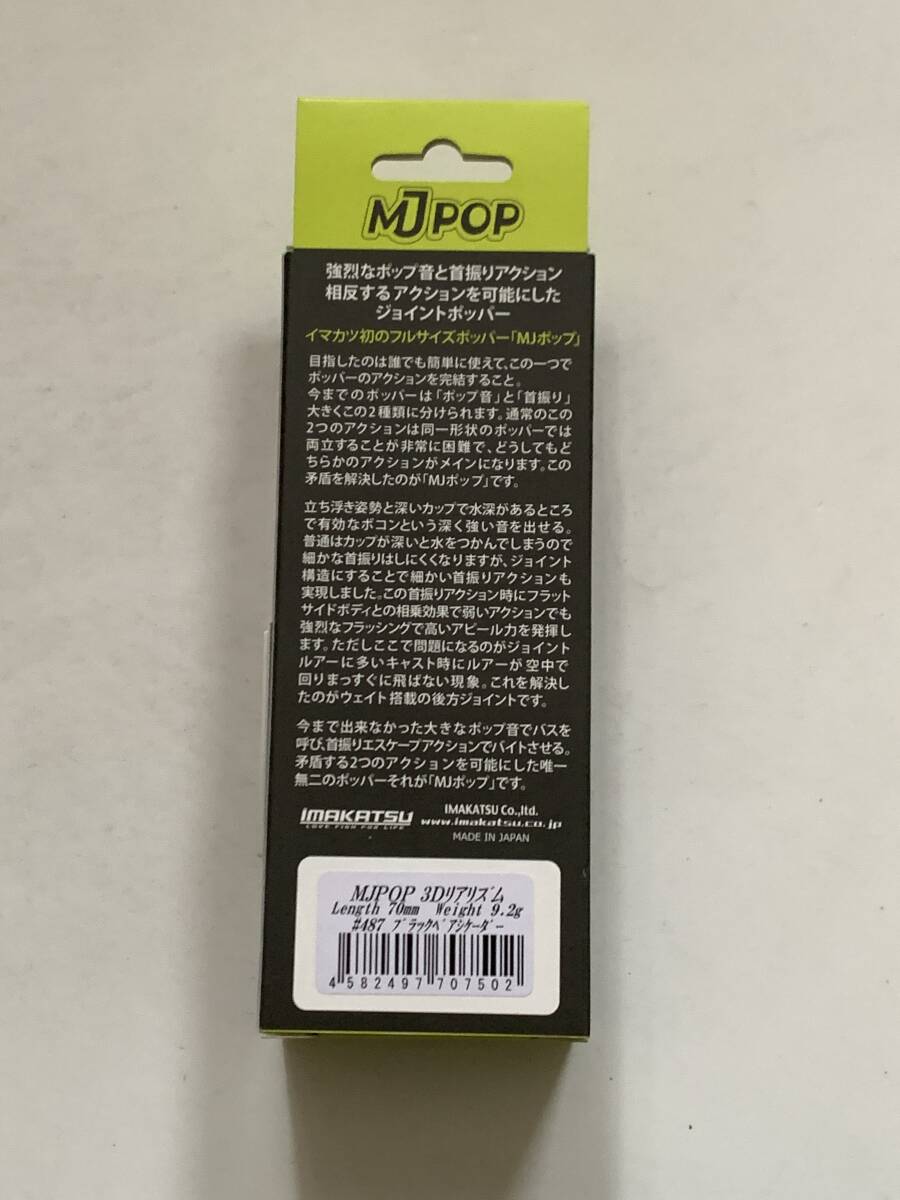 MJPOP
強烈なポップ音と首振りアクション
相反するアクションを可能にした
ジョイントポッパー
イマカツ初のフルサイズポッパー「MJポップ」
目指したのは誰でも簡単に使えて、この一つで
ポッパーのアクションを完結すること。
今までのポッパーは「ポップ音」と「首振り」
大きくこの2種類に分けられます。通常のこの
2つのアクションは同一形状のポッパーでは
両立することが非常に困難で、どうしてもど
ちらかのアクションがメインになります。この
矛盾を解決したのが「MJポップ」です。
立ち浮き姿勢と深いカップで水深があるところ
で有効なボコンという深く強い音を出せる。
普通はカップが深いと水をつかんでしまうので
細かな首振りはしにくくなりますが、ジョイント
構造にすることで細かい首振りアクションも
実現しました。この首振りアクション時にフラット
サイドボディとの相乗効果で弱いアクションでも
強烈なフラッシングで高いアピール力を発揮し
ます。ただしここで問題になるのがジョイント
ルアーに多いキャスト時にルアーが空中で
回りまっすぐに飛ばない現象。これを解決し
たのがウェイト搭載の後方ジョイントです。
今まで出来なかった大きなポップ音でバスを
呼び、首振りエスケープアクションでバイトさせる。
矛盾する2つのアクションを可能にした唯一
無二のポッパーそれが「MJポップ」です。
IMAKATSU
LOVE FISH FOR LIFE
IMAKATSU Co.,ltd.
www.imakatsu.co.jp
MADE IN JAPAN
MJPOP 3Dリアリズム
Length 70mm Weight 9.2g
#487 ブラックベアシケーダー
4 582497 707502